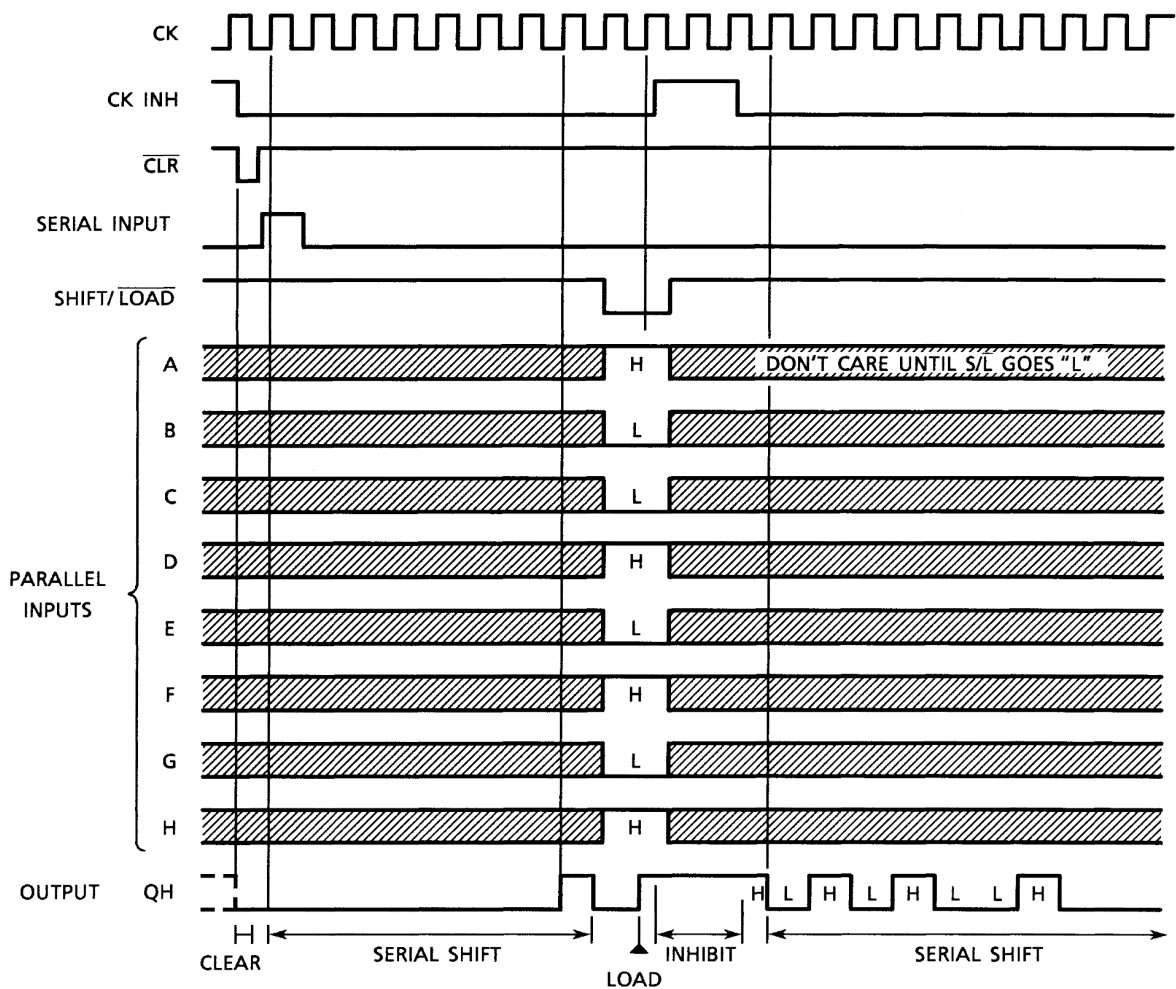 CK
CK INH
CLR
SERIAL INPUT
SHIFT/LOAD
A H DON'T CARE UNTIL S/L GOES "L"
B L
C L
D H
PARALLEL
INPUTS
E L
F H
G L
H H
OUTPUT QH H L H L H L L H
CLEAR SERIAL SHIFT LOAD INHIBIT SERIAL SHIFT